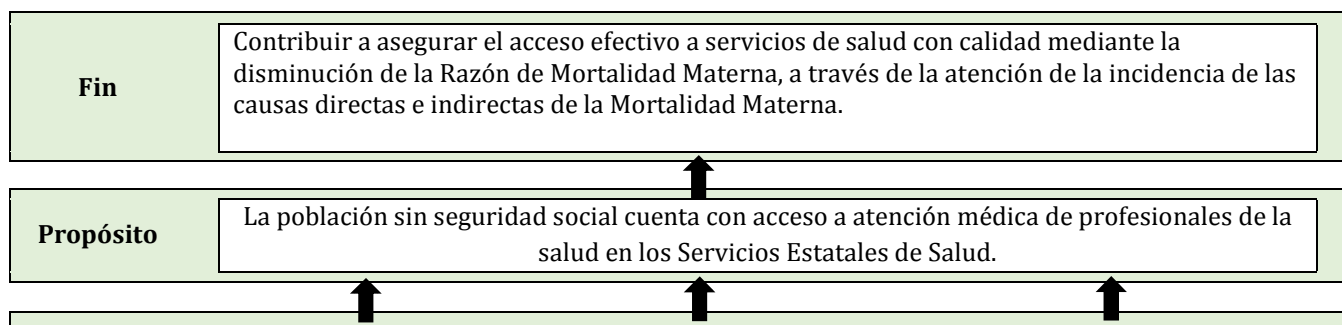 Fin
Contribuir a asegurar el acceso efectivo a servicios de salud con calidad mediante la
disminución de la Razón de Mortalidad Materna, a través de la atención de la incidencia de las
causas directas e indirectas de la Mortalidad Materna.
Propósito
La población sin seguridad social cuenta con acceso a atención médica de profesionales de la
salud en los Servicios Estatales de Salud.